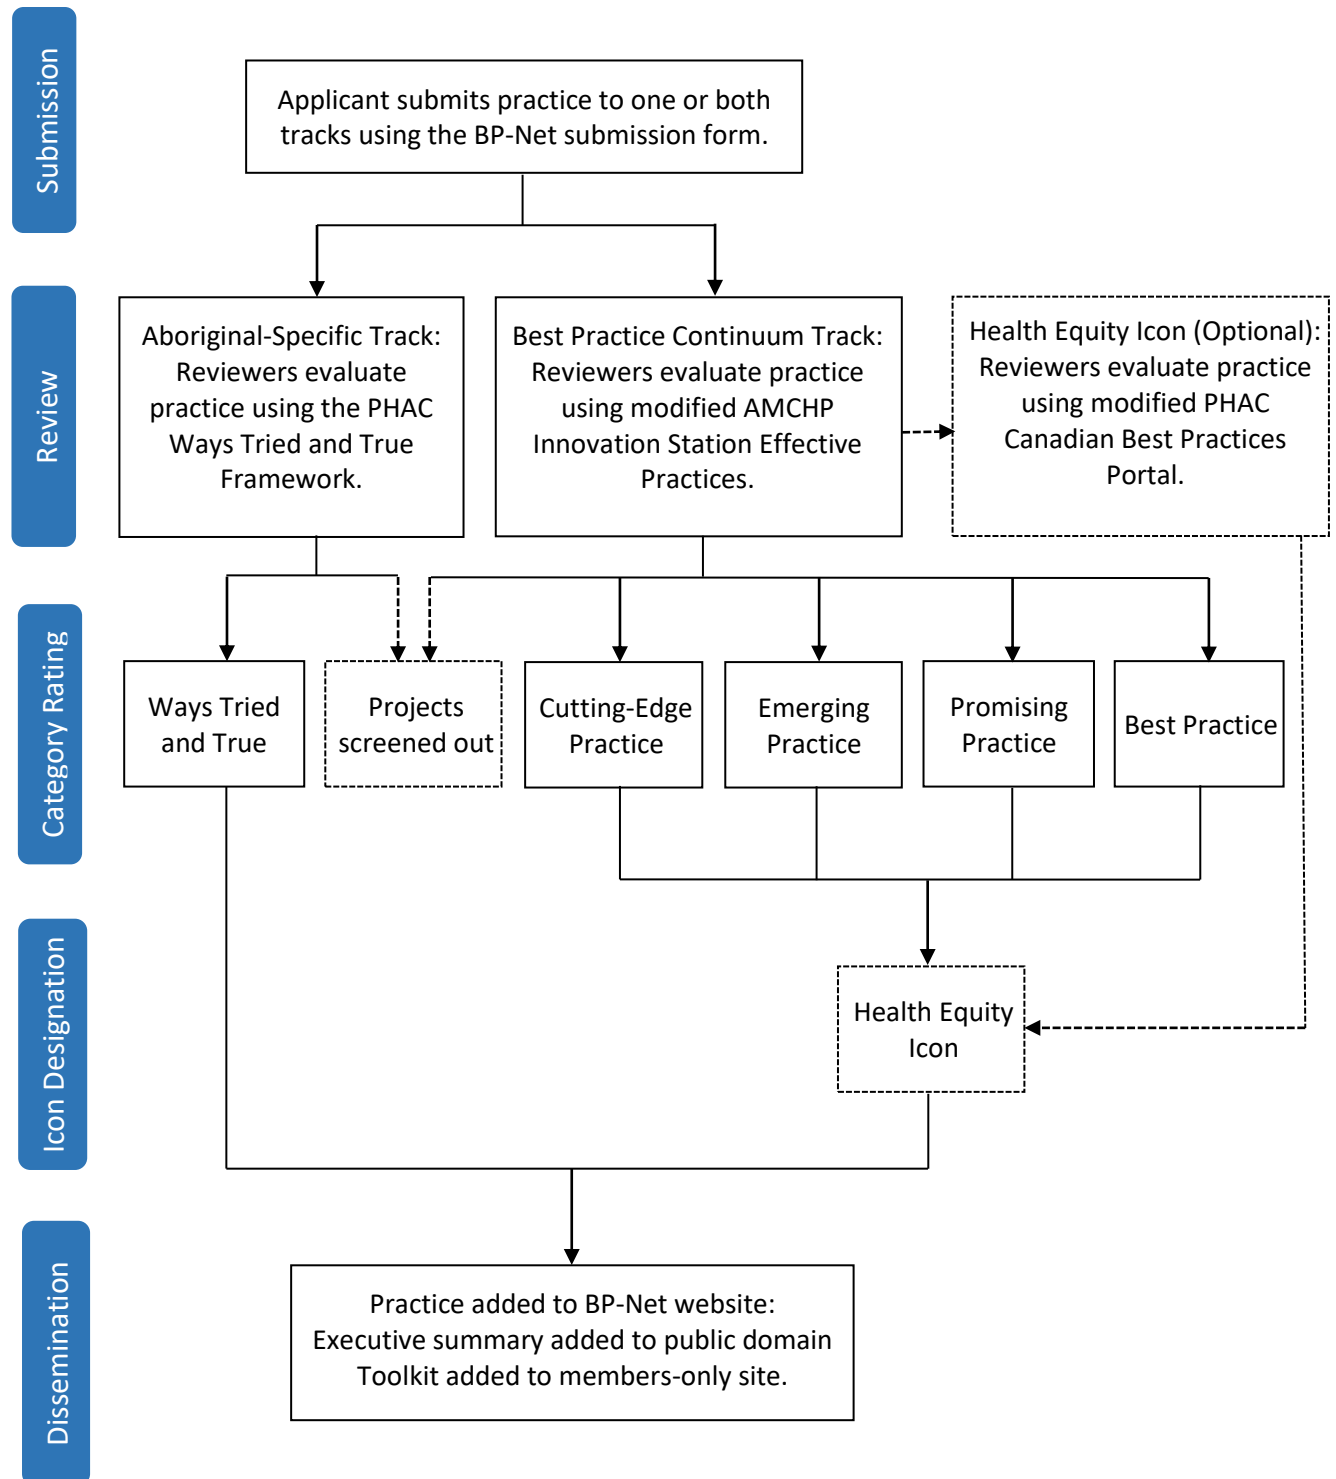 Submission
Applicant submits practice to one or both
tracks using the BP-Net submission form.
Review
Aboriginal-Specific Track:
Reviewers evaluate
practice using the PHAC
Ways Tried and True
Framework.
Best Practice Continuum Track:
Reviewers evaluate practice
using modified AMCHP
Innovation Station Effective
Practices.
Health Equity Icon (Optional):
Reviewers evaluate practice
using modified PHAC
Canadian Best Practices
Portal.
Category Rating
Ways Tried
and True
Projects
screened out
Cutting-Edge
Practice
Emerging
Practice
Promising
Practice
Best Practice
Icon Designation
Health Equity
Icon
Dissemination
Practice added to BP-Net website:
Executive summary added to public domain
Toolkit added to members-only site.